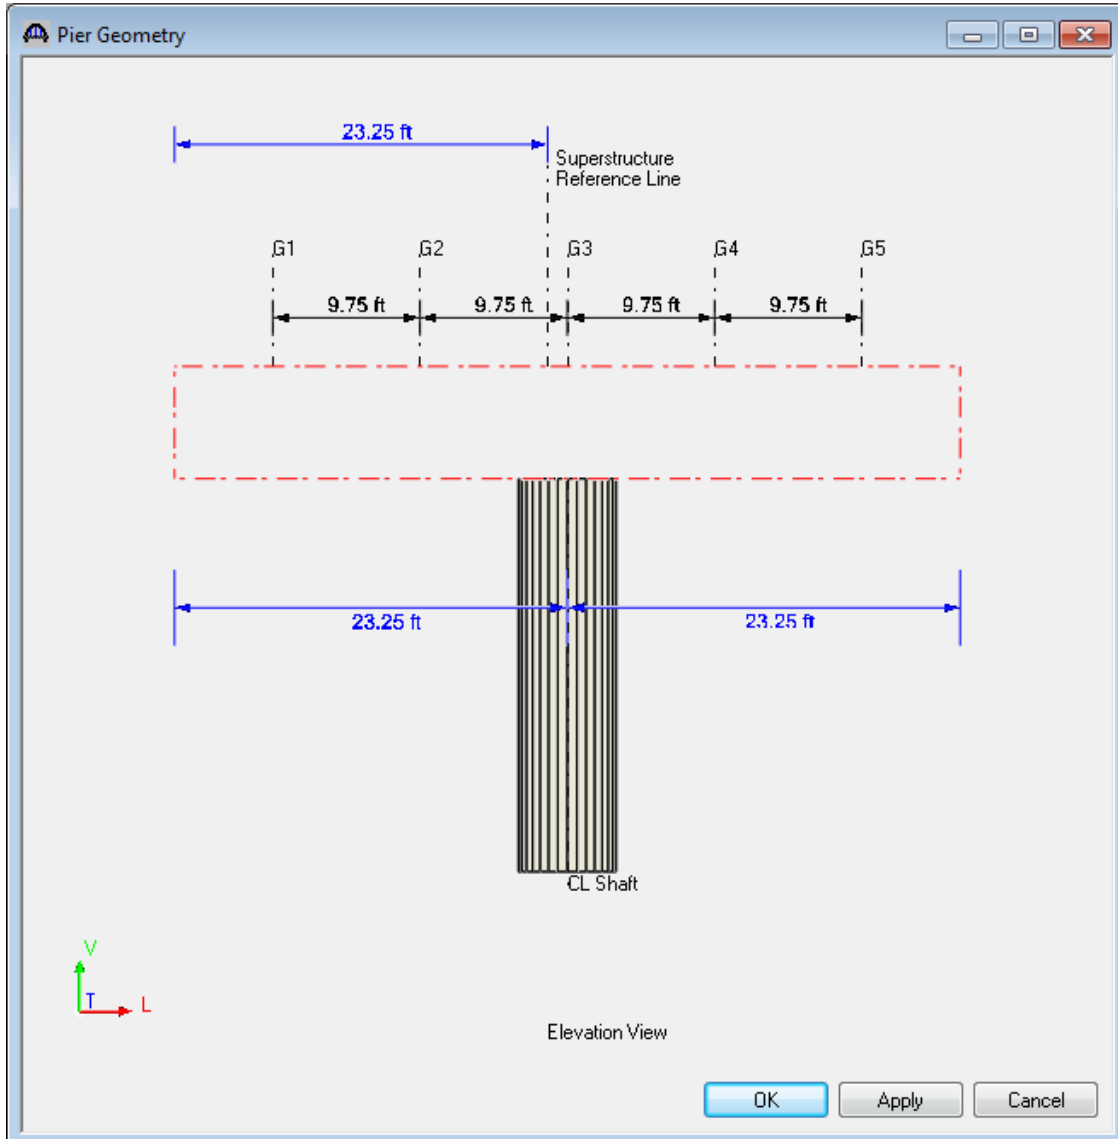 Pier Geometry
23.25 ft
Superstructure
Reference Line
G1 G2 G3 G4 G5
9.75 ft 9.75 ft 9.75 ft 9.75 ft
23.25 ft 23.25 ft
CL Shaft
V
T L
Elevation View
OK Apply Cancel